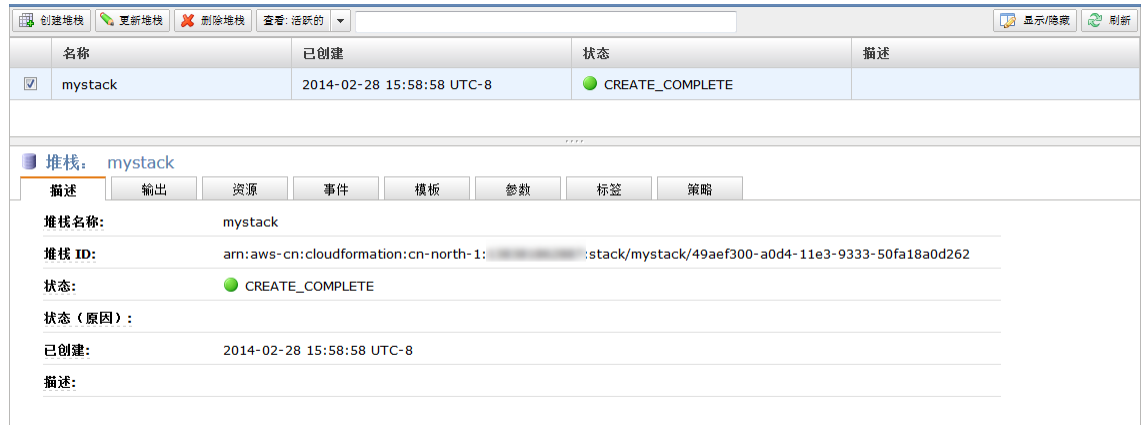 创建堆栈 更新堆栈 删除堆栈 查看: 活跃的 显示/隐藏 刷新
名称 已创建 状态 描述
mystack 2014-02-28 15:58:58 UTC-8 CREATE_COMPLETE
堆栈: mystack
描述 输出 资源 事件 模板 参数 标签 策略
堆栈名称: mystack
堆栈 ID: arn:aws-cn:cloudformation:cn-north-1: :stack/mystack/49aef300-a0d4-11e3-9333-50fa18a0d262
状态: CREATE_COMPLETE
状态（原因）:
已创建: 2014-02-28 15:58:58 UTC-8
描述: